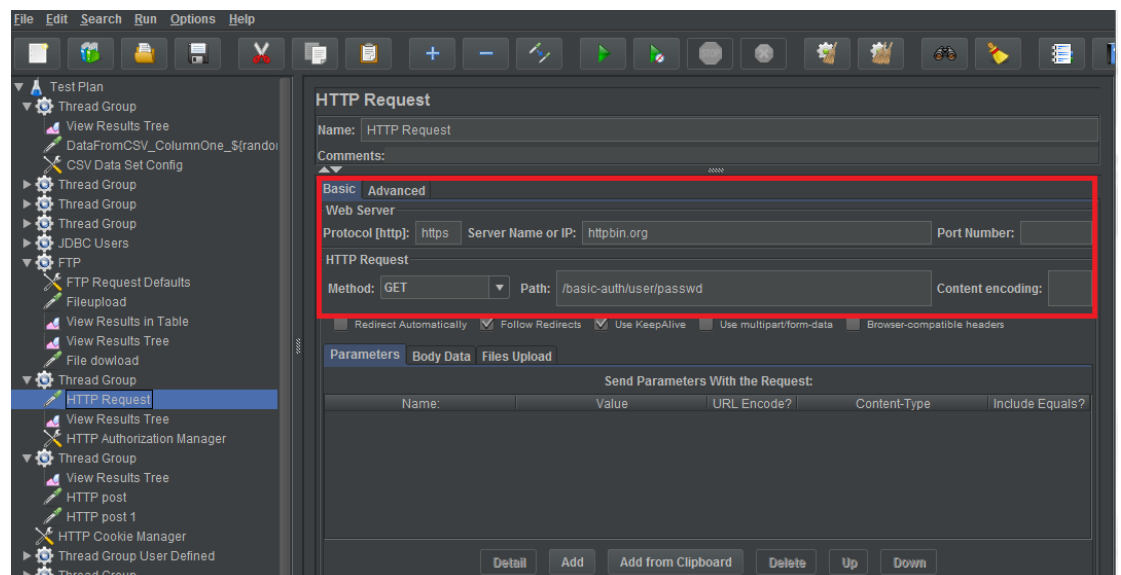 File Edit Search Run Options Help
Test Plan
Thread Group
View Results Tree
DataFromCSV_ColumnOne_${randor
CSV Data Set Config
Thread Group
Thread Group
Thread Group
JDBC Users
FTP
FTP Request Defaults
Fileupload
View Results in Table
View Results Tree
File dowload
Thread Group
HTTP Request
View Results Tree
HTTP Authorization Manager
Thread Group
View Results Tree
HTTP post
HTTP post 1
HTTP Cookie Manager
Thread Group User Defined
Thread Group
HTTP Request
Name: HTTP Request
Comments:
Basic Advanced
Web Server
Protocol [http]: https Server Name or IP: httpbin.org Port Number:
HTTP Request
Method: GET Path: /basic-auth/user/passwd Content encoding:
Redirect Automatically Follow Redirects Use KeepAlive Use multipart/form-data Browser-compatible headers
Parameters Body Data Files Upload
Send Parameters With the Request:
Name: Value URL Encode? Content-Type Include Equals?
Detail Add Add from Clipboard Delete Up Down